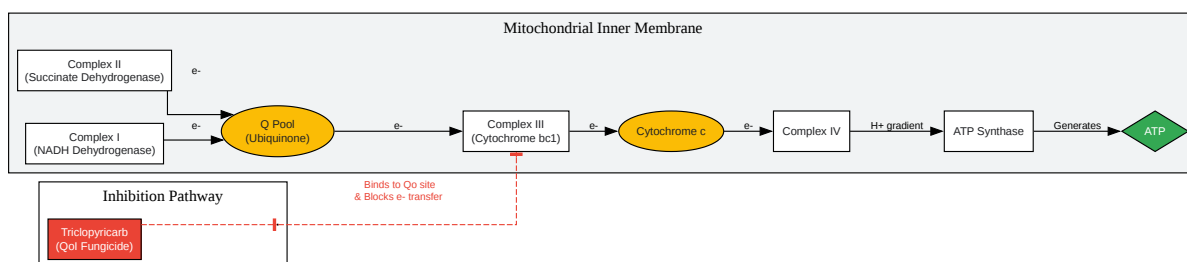 Mitochondrial Inner Membrane
Complex II
(Succinate Dehydrogenase)
e-
Complex I
(NADH Dehydrogenase)
e-
Q Pool
(Ubiquinone)
e-
Complex III
(Cytochrome bc1)
e-
Cytochrome c
e-
Complex IV
H+ gradient
ATP Synthase
Generates
ATP
Binds to Qo site
& Blocks e- transfer
Inhibition Pathway
Triclopyricarb
(QoI Fungicide)